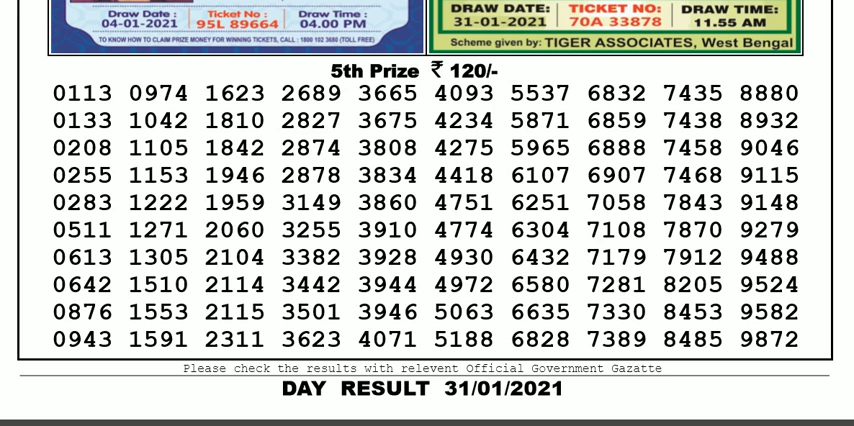 Draw Date : Ticket No : Draw Time :
04-01-2021 95L 89664 04.00 PM
TO KNOW HOW TO CLAIM PRIZE MONEY FOR WINNING TICKETS, CALL : 1800 102 3680 (TOLL FREE)
DRAW DATE: TICKET NO: DRAW TIME:
31-01-2021 70A 33878 11.55 AM
Scheme given by: TIGER ASSOCIATES, West Bengal
5th Prize ₹ 120/-
0113 0974 1623 2689 3665 4093 5537 6832 7435 8880
0133 1042 1810 2827 3675 4234 5871 6859 7438 8932
0208 1105 1842 2874 3808 4275 5965 6888 7458 9046
0255 1153 1946 2878 3834 4418 6107 6907 7468 9115
0283 1222 1959 3149 3860 4751 6251 7058 7843 9148
0511 1271 2060 3255 3910 4774 6304 7108 7870 9279
0613 1305 2104 3382 3928 4930 6432 7179 7912 9488
0642 1510 2114 3442 3944 4972 6580 7281 8205 9524
0876 1553 2115 3501 3946 5063 6635 7330 8453 9582
0943 1591 2311 3623 4071 5188 6828 7389 8485 9872
Please check the results with relevent Official Government Gazatte
DAY RESULT 31/01/2021